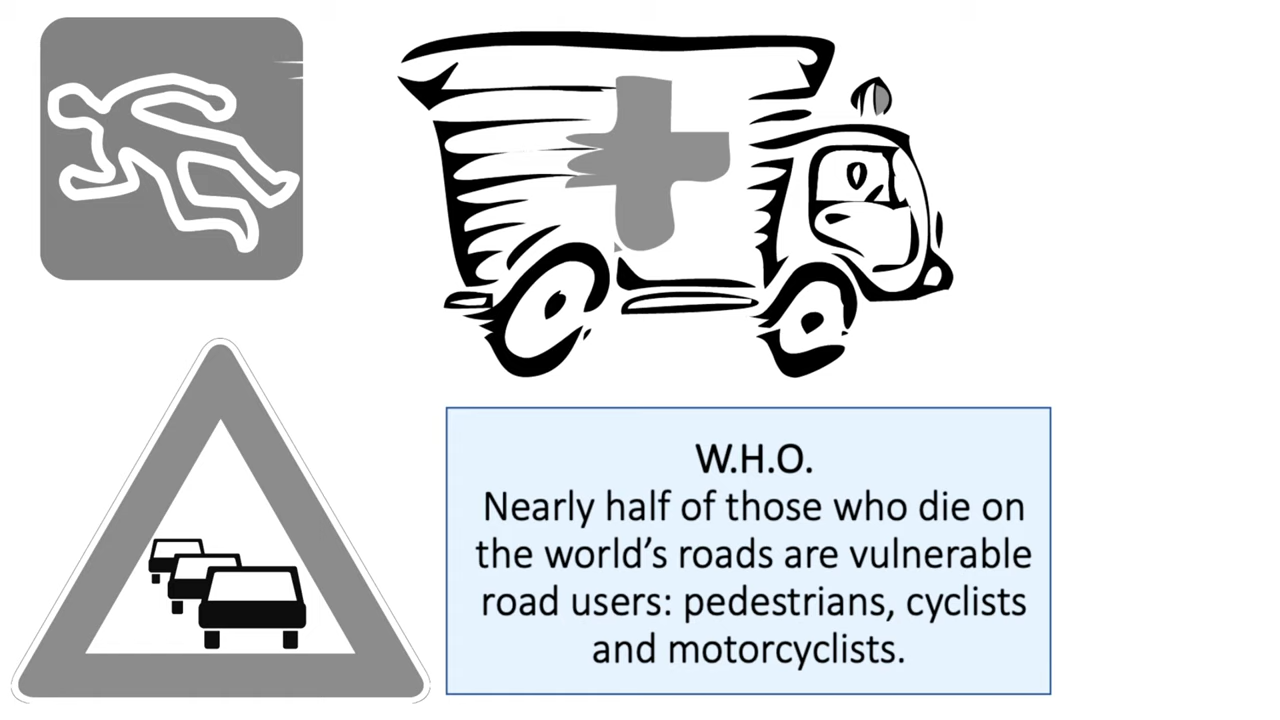 W.H.O.
Nearly half of those who die on
the world’s roads are vulnerable
road users: pedestrians, cyclists
and motorcyclists.